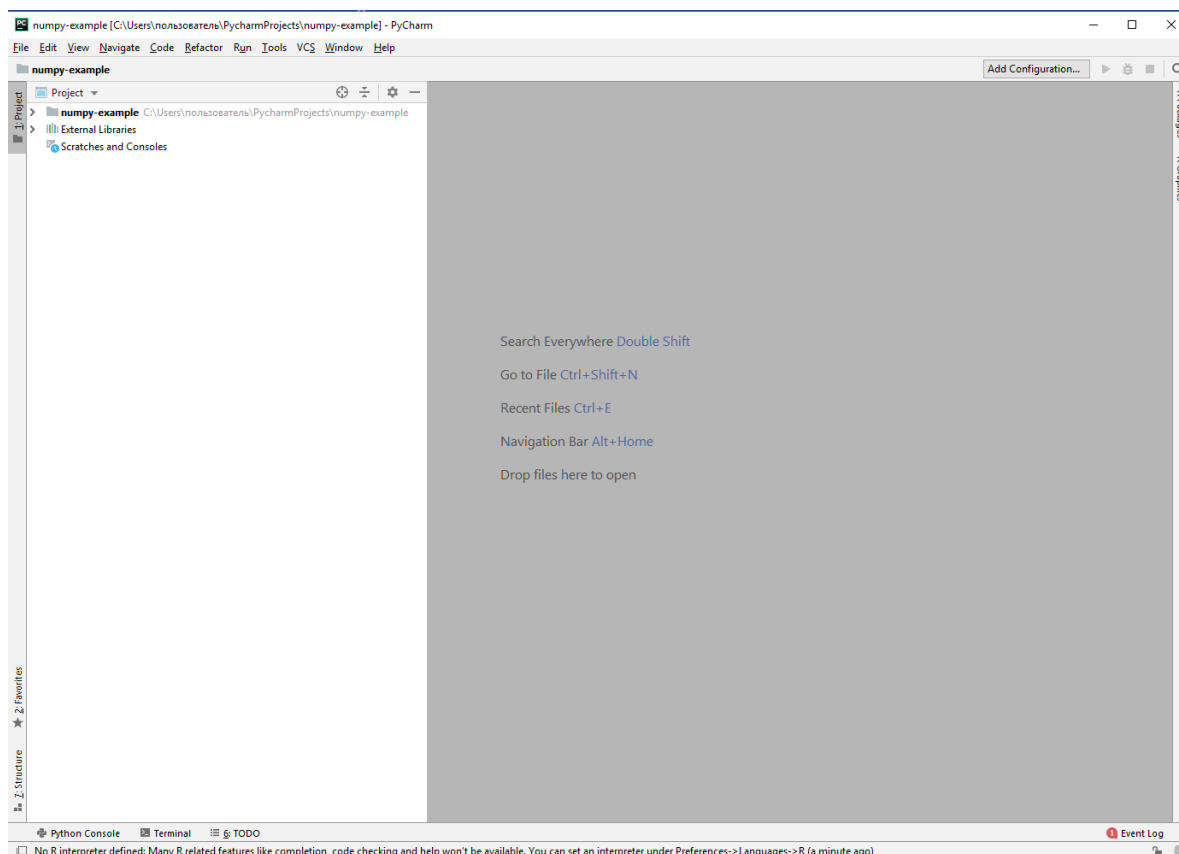 numpy-example [C:\Users\пользователь\PycharmProjects\numpy-example] - PyCharm
File Edit View Navigate Code Refactor Run Tools VCS Window Help
numpy-example
Add Configuration...
Project
1: Project
numpy-example C:\Users\пользователь\PycharmProjects\numpy-example
External Libraries
Scratches and Consoles
Search Everywhere Double Shift
Go to File Ctrl+Shift+N
Recent Files Ctrl+E
Navigation Bar Alt+Home
Drop files here to open
2: Favorites
7: Structure
Python Console Terminal 6: TODO
1 Event Log
No R interpreter defined: Many R related features like completion, code checking and help won't be available. You can set an interpreter under Preferences->Languages->R (a minute ago)